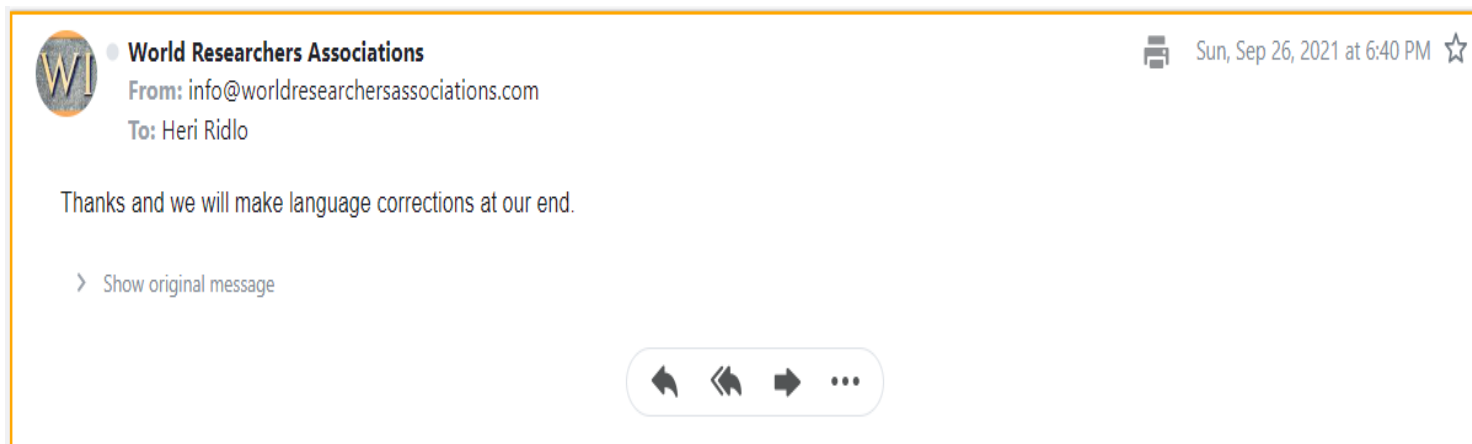 WI
World Researchers Associations
Sun, Sep 26, 2021 at 6:40 PM
From: info@worldresearchersassociations.com
To: Heri Ridlo
Thanks and we will make language corrections at our end.
Show original message